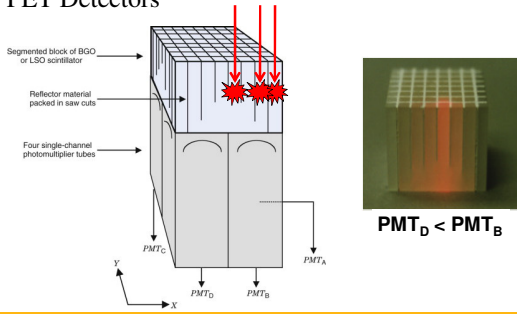 PET Detectors
Segmented block of BGO
or LSO scintillator
Reflector material
packed in saw cuts
Four single-channel
photomultiplier tubes
PMT_C
PMT_A
Y
PMT_D
PMT_B
X
PMT_D < PMT_B